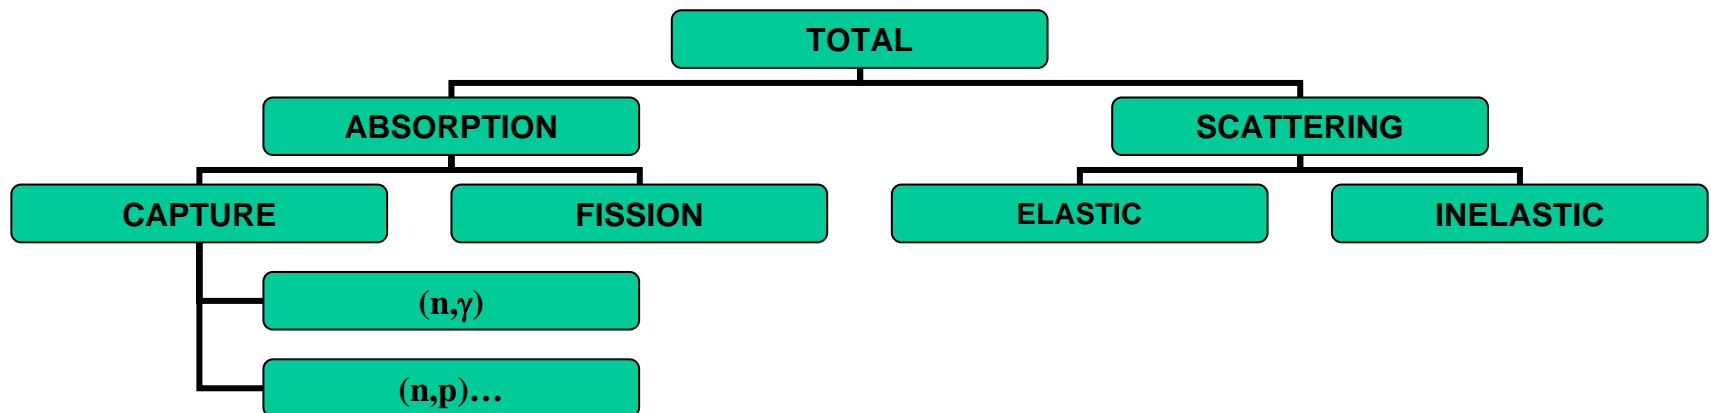 TOTAL
ABSORPTION
SCATTERING
CAPTURE
FISSION
ELASTIC
INELASTIC
(n,γ)
(n,p)…